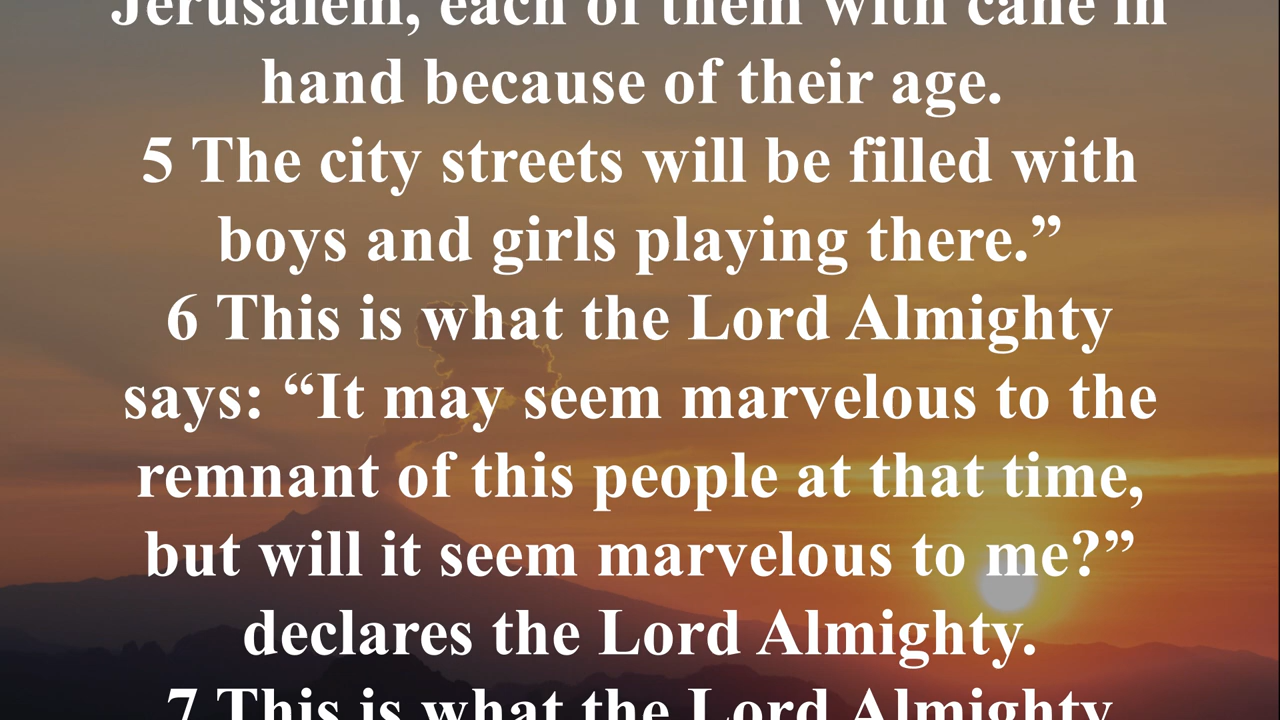 Jerusalem, each of them with cane in
hand because of their age.
5 The city streets will be filled with
boys and girls playing there.”
6 This is what the Lord Almighty
says: “It may seem marvelous to the
remnant of this people at that time,
but will it seem marvelous to me?”
declares the Lord Almighty.
7 This is what the Lord Almighty